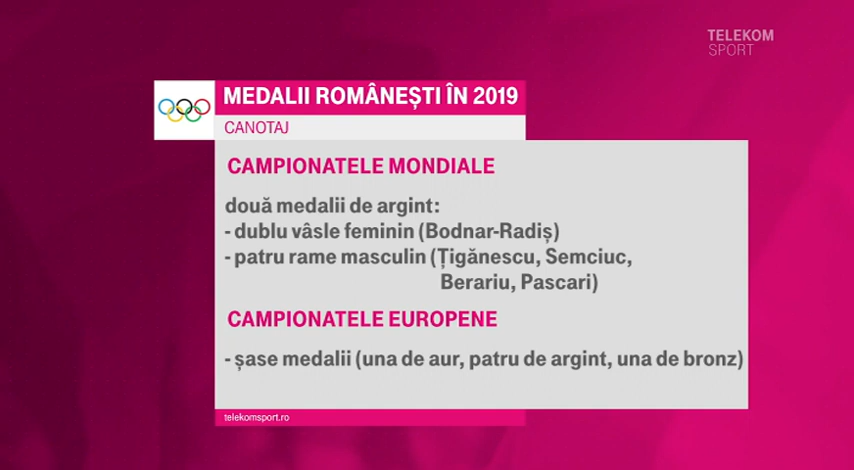 TELEKOM
SPORT
MEDALII ROMÂNEȘTI ÎN 2019
CANOTAJ
CAMPIONATELE MONDIALE
două medalii de argint:
- dublu vâsle feminin (Bodnar-Radiș)
- patru rame masculin (Țigănescu, Semciuc,
Berariu, Pascari)
CAMPIONATELE EUROPENE
- șase medalii (una de aur, patru de argint, una de bronz)
telekomsport.ro